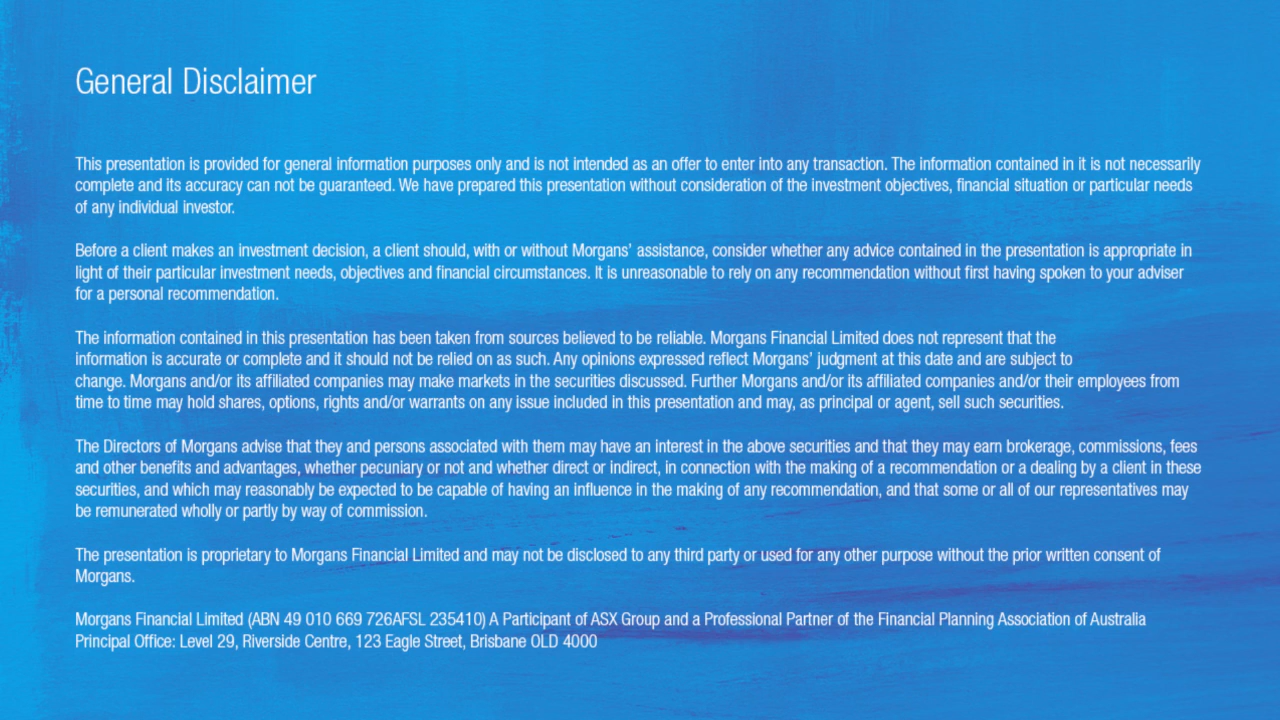 General Disclaimer
This presentation is provided for general information purposes only and is not intended as an offer to enter into any transaction. The information contained in it is not necessarily
complete and its accuracy can not be guaranteed. We have prepared this presentation without consideration of the investment objectives, financial situation or particular needs
of any individual investor.
Before a client makes an investment decision, a client should, with or without Morgans’ assistance, consider whether any advice contained in the presentation is appropriate in
light of their particular investment needs, objectives and financial circumstances. It is unreasonable to rely on any recommendation without first having spoken to your adviser
for a personal recommendation.
The information contained in this presentation has been taken from sources believed to be reliable. Morgans Financial Limited does not represent that the
information is accurate or complete and it should not be relied on as such. Any opinions expressed reflect Morgans’ judgment at this date and are subject to
change. Morgans and/or its affiliated companies may make markets in the securities discussed. Further Morgans and/or its affiliated companies and/or their employees from
time to time may hold shares, options, rights and/or warrants on any issue included in this presentation and may, as principal or agent, sell such securities.
The Directors of Morgans advise that they and persons associated with them may have an interest in the above securities and that they may earn brokerage, commissions, fees
and other benefits and advantages, whether pecuniary or not and whether direct or indirect, in connection with the making of a recommendation or a dealing by a client in these
securities, and which may reasonably be expected to be capable of having an influence in the making of any recommendation, and that some or all of our representatives may
be remunerated wholly or partly by way of commission.
The presentation is proprietary to Morgans Financial Limited and may not be disclosed to any third party or used for any other purpose without the prior written consent of
Morgans.
Morgans Financial Limited (ABN 49 010 669 726AFSL 235410) A Participant of ASX Group and a Professional Partner of the Financial Planning Association of Australia
Principal Office: Level 29, Riverside Centre, 123 Eagle Street, Brisbane OLD 4000